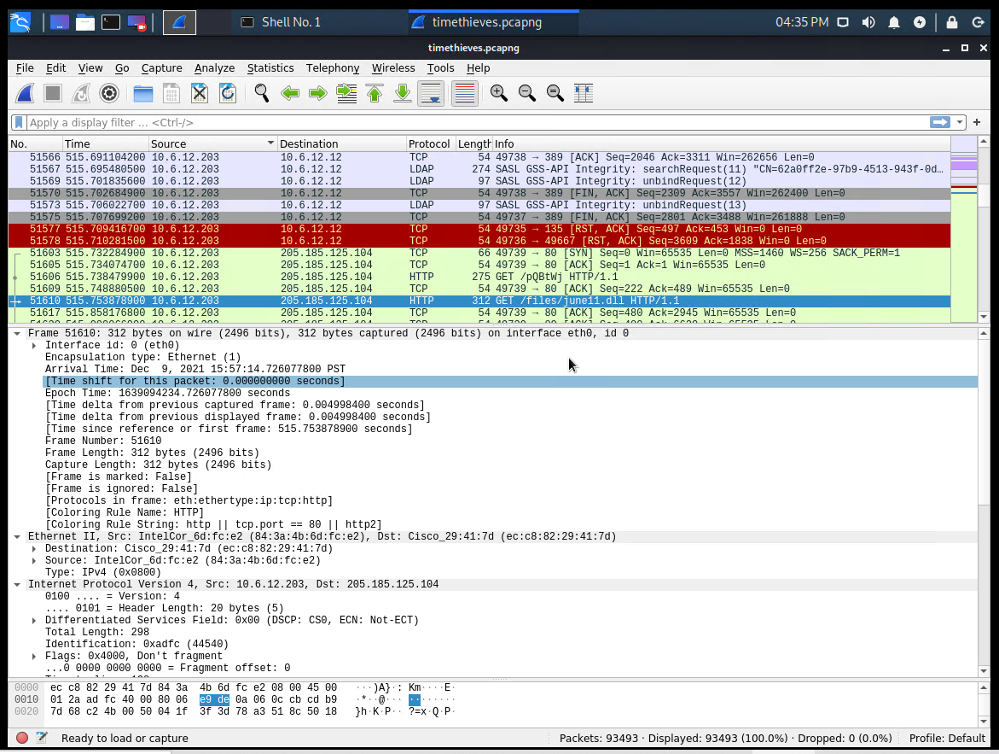 Shell No. 1 timethieves.pcapng 04:35 PM
timethieves.pcapng
File Edit View Go Capture Analyze Statistics Telephony Wireless Tools Help
Apply a display filter ... <Ctrl-/>
No. Time Source Destination Protocol Length Info
51566 515.691104200 10.6.12.203 10.6.12.12 TCP 54 49738 → 389 [ACK] Seq=2046 Ack=3311 Win=262656 Len=0
51567 515.695480500 10.6.12.203 10.6.12.12 LDAP 274 SASL GSS-API Integrity: searchRequest(11) "CN=62a0ff2e-97b9-4513-943f-0d…
51569 515.701835600 10.6.12.203 10.6.12.12 LDAP 97 SASL GSS-API Integrity: unbindRequest(12)
51570 515.702684900 10.6.12.203 10.6.12.12 TCP 54 49738 → 389 [FIN, ACK] Seq=2309 Ack=3557 Win=262400 Len=0
51573 515.706022700 10.6.12.203 10.6.12.12 LDAP 97 SASL GSS-API Integrity: unbindRequest(13)
51575 515.707699200 10.6.12.203 10.6.12.12 TCP 54 49737 → 389 [FIN, ACK] Seq=2801 Ack=3488 Win=261888 Len=0
51577 515.709416700 10.6.12.203 10.6.12.12 TCP 54 49735 → 135 [RST, ACK] Seq=497 Ack=453 Win=0 Len=0
51578 515.710281500 10.6.12.203 10.6.12.12 TCP 54 49736 → 49667 [RST, ACK] Seq=3609 Ack=1838 Win=0 Len=0
51603 515.732284900 10.6.12.203 205.185.125.104 TCP 66 49739 → 80 [SYN] Seq=0 Win=65535 Len=0 MSS=1460 WS=256 SACK_PERM=1
51605 515.734074700 10.6.12.203 205.185.125.104 TCP 54 49739 → 80 [ACK] Seq=1 Ack=1 Win=65535 Len=0
51606 515.738479900 10.6.12.203 205.185.125.104 HTTP 275 GET /pQBtWj HTTP/1.1
51609 515.748880500 10.6.12.203 205.185.125.104 TCP 54 49739 → 80 [ACK] Seq=222 Ack=489 Win=65535 Len=0
51610 515.753878900 10.6.12.203 205.185.125.104 HTTP 312 GET /files/june11.dll HTTP/1.1
51617 515.858176800 10.6.12.203 205.185.125.104 TCP 54 49739 → 80 [ACK] Seq=480 Ack=2945 Win=65535 Len=0
Frame 51610: 312 bytes on wire (2496 bits), 312 bytes captured (2496 bits) on interface eth0, id 0
Interface id: 0 (eth0)
Encapsulation type: Ethernet (1)
Arrival Time: Dec  9, 2021 15:57:14.726077800 PST
[Time shift for this packet: 0.000000000 seconds]
Epoch Time: 1639094234.726077800 seconds
[Time delta from previous captured frame: 0.004998400 seconds]
[Time delta from previous displayed frame: 0.004998400 seconds]
[Time since reference or first frame: 515.753878900 seconds]
Frame Number: 51610
Frame Length: 312 bytes (2496 bits)
Capture Length: 312 bytes (2496 bits)
[Frame is marked: False]
[Frame is ignored: False]
[Protocols in frame: eth:ethertype:ip:tcp:http]
[Coloring Rule Name: HTTP]
[Coloring Rule String: http || tcp.port == 80 || http2]
Ethernet II, Src: IntelCor_6d:fc:e2 (84:3a:4b:6d:fc:e2), Dst: Cisco_29:41:7d (ec:c8:82:29:41:7d)
Destination: Cisco_29:41:7d (ec:c8:82:29:41:7d)
Source: IntelCor_6d:fc:e2 (84:3a:4b:6d:fc:e2)
Type: IPv4 (0x0800)
Internet Protocol Version 4, Src: 10.6.12.203, Dst: 205.185.125.104
0100 .... = Version: 4
.... 0101 = Header Length: 20 bytes (5)
Differentiated Services Field: 0x00 (DSCP: CS0, ECN: Not-ECT)
Total Length: 298
Identification: 0xadfc (44540)
Flags: 0x4000, Don't fragment
...0 0000 0000 0000 = Fragment offset: 0
0000 ec c8 82 29 41 7d 84 3a 4b 6d fc e2 08 00 45 00 ···)A}·: Km····E·
0010 01 2a ad fc 40 00 80 06 e9 de 0a 06 0c cb cd b9 ·*··@··· ········
0020 7d 68 c2 4b 00 50 04 1f 3f 3d 78 a3 51 8c 50 18 }h·K·P·· ?=x·Q·P·
Ready to load or capture Packets: 93493 · Displayed: 93493 (100.0%) · Dropped: 0 (0.0%) Profile: Default